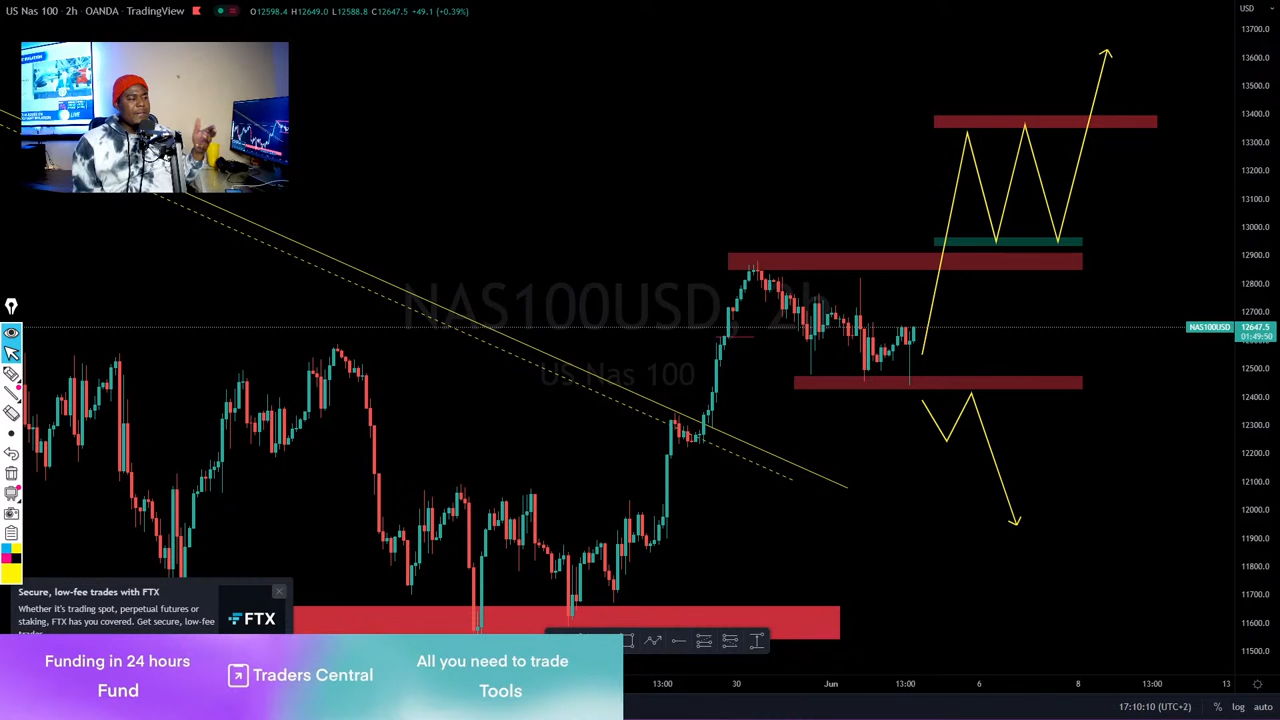 US Nas 100 · 2h · OANDA · TradingView
O12598.4 H12649.0 L12588.8 C12647.5 +49.1 (+0.39%)
USD
13700.0
13600.0
13500.0
13400.0
13300.0
13200.0
13100.0
13000.0
12900.0
12800.0
12700.0
NAS100USD 12647.5
01:49:50
12500.0
12400.0
12300.0
12200.0
12100.0
12000.0
11900.0
11800.0
11700.0
11600.0
11500.0
NAS100USD, 2h
US Nas 100
LIVE
Secure, low-fee trades with FTX
Whether it's trading spot, perpetual futures or
staking, FTX has you covered. Get secure, low-fee
FTX
Funding in 24 hours
Fund
Traders Central
All you need to trade
Tools
13:00 30 Jun 13:00 6 8 13:00 13
17:10:10 (UTC+2) % log auto